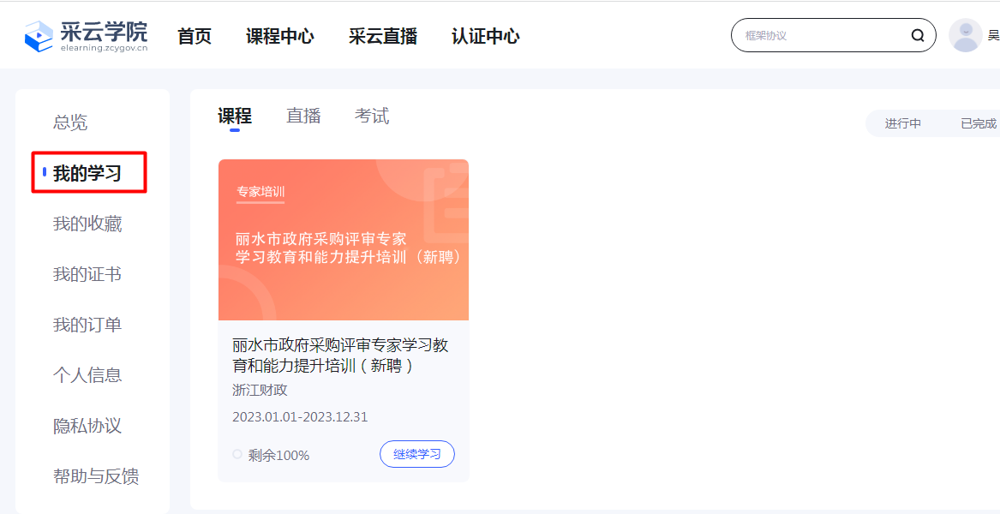 采云学院
elearning.zcygov.cn
首页
课程中心
采云直播
认证中心
框架协议
吴
总览
我的学习
我的收藏
我的证书
我的订单
个人信息
隐私协议
帮助与反馈
课程
直播
考试
进行中
已完成
专家培训
丽水市政府采购评审专家
学习教育和能力提升培训（新聘）
丽水市政府采购评审专家学习教
育和能力提升培训（新聘）
浙江财政
2023.01.01-2023.12.31
剩余100%
继续学习